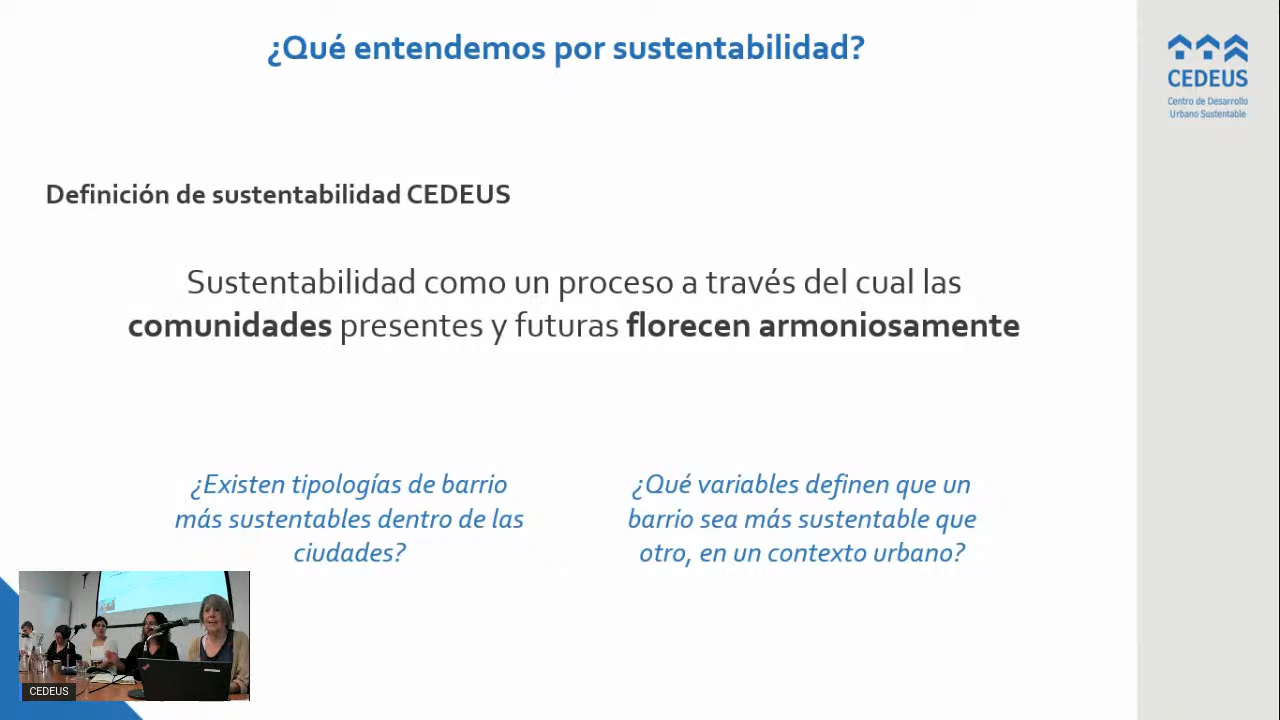 ¿Qué entendemos por sustentabilidad?
CEDEUS
Centro de Desarrollo
Urbano Sustentable
Definición de sustentabilidad CEDEUS
Sustentabilidad como un proceso a través del cual las
comunidades presentes y futuras florecen armoniosamente
¿Existen tipologías de barrio
más sustentables dentro de las
ciudades?
¿Qué variables definen que un
barrio sea más sustentable que
otro, en un contexto urbano?
CEDEUS